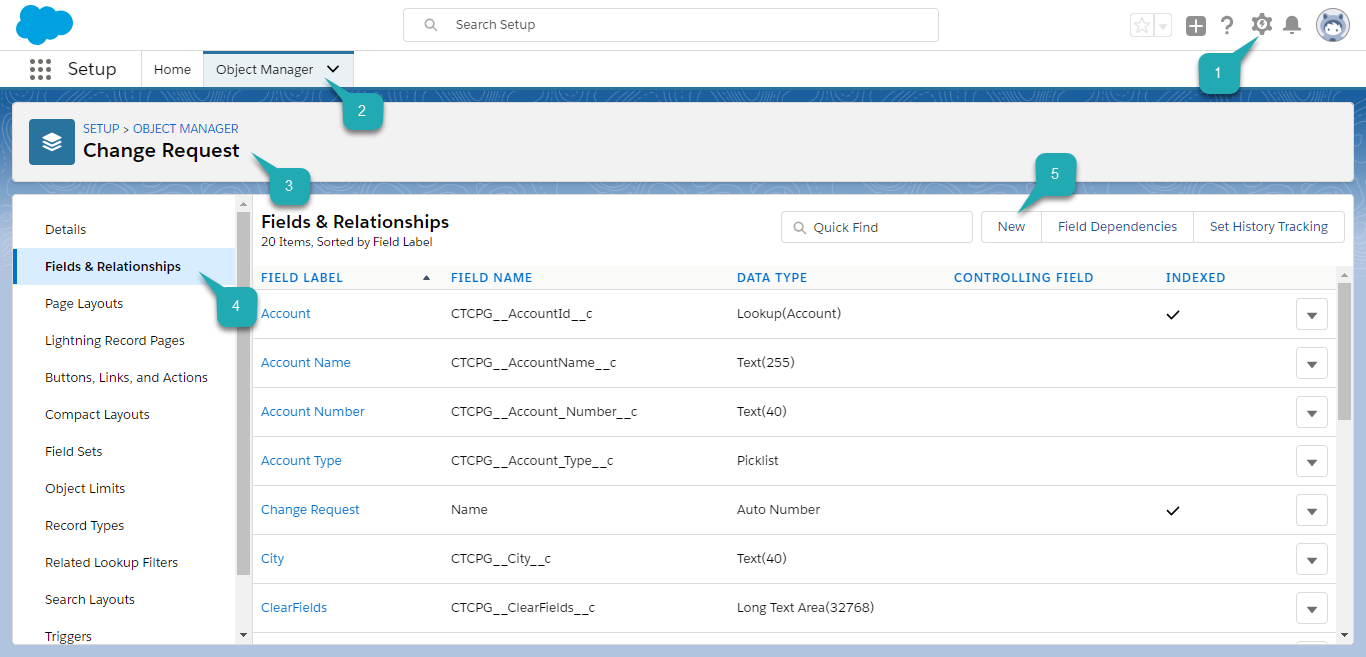 Search Setup
1
Setup
Home
Object Manager
2
SETUP > OBJECT MANAGER
Change Request
3
5
Details
Fields & Relationships
4
Page Layouts
Lightning Record Pages
Buttons, Links, and Actions
Compact Layouts
Field Sets
Object Limits
Record Types
Related Lookup Filters
Search Layouts
Triggers
Fields & Relationships
20 Items, Sorted by Field Label
Quick Find
New
Field Dependencies
Set History Tracking
FIELD LABEL FIELD NAME DATA TYPE CONTROLLING FIELD INDEXED
Account CTCPG__AccountId__c Lookup(Account)
Account Name CTCPG__AccountName__c Text(255)
Account Number CTCPG__Account_Number__c Text(40)
Account Type CTCPG__Account_Type__c Picklist
Change Request Name Auto Number
City CTCPG__City__c Text(40)
ClearFields CTCPG__ClearFields__c Long Text Area(32768)